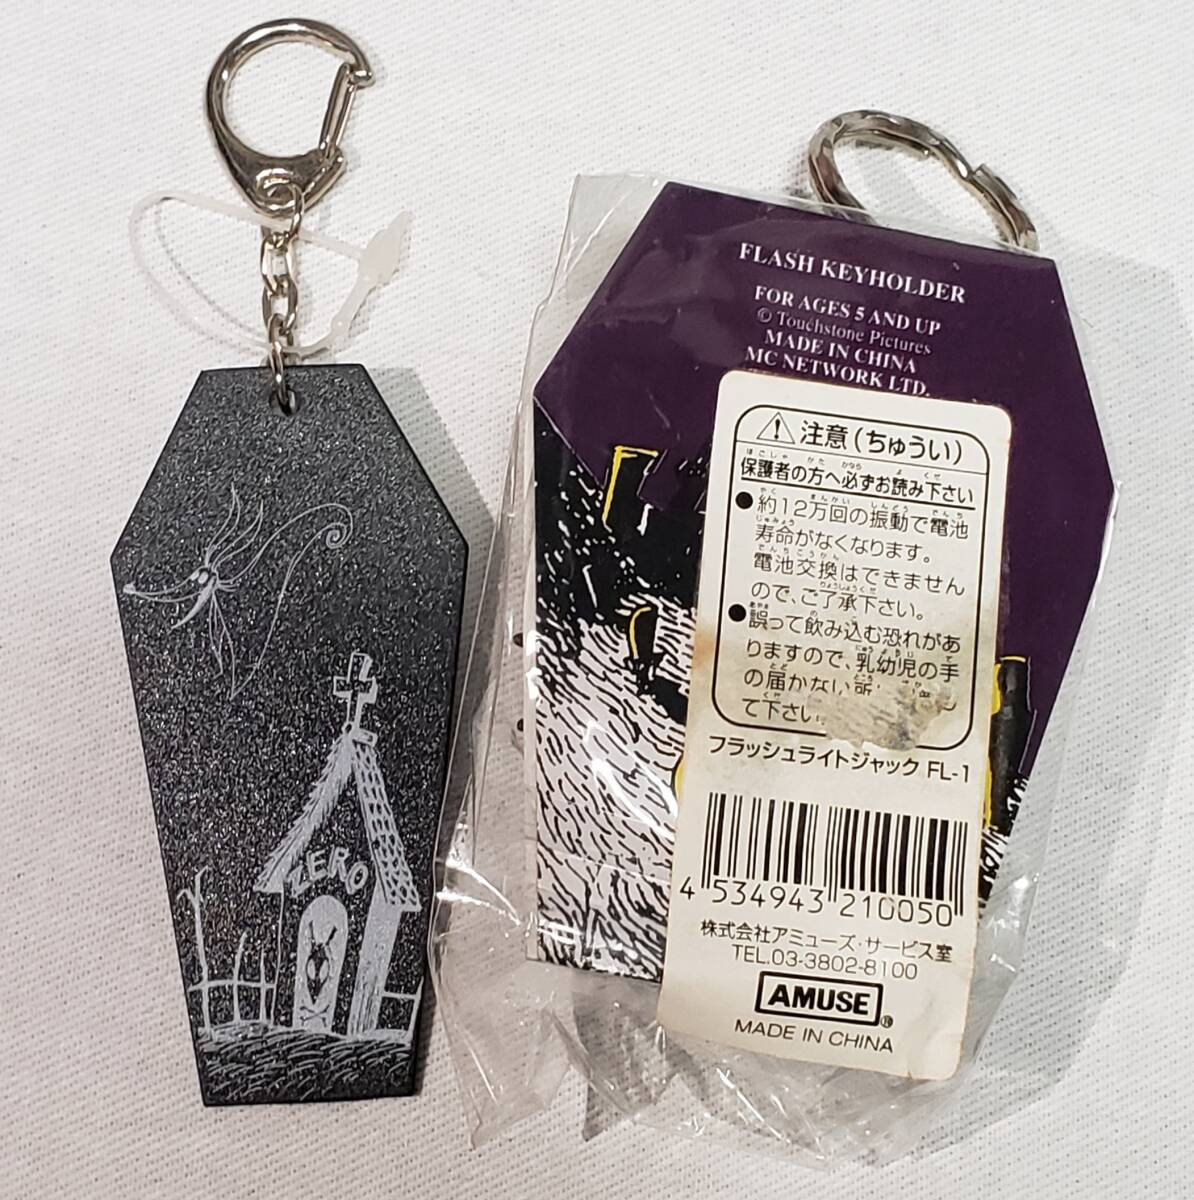 ZERO
FLASH KEYHOLDER
FOR AGES 5 AND UP
© Touchstone Pictures
MADE IN CHINA
MC NETWORK LTD.
注意(ちゅうい)
保護者の方へ必ずお読み下さい
●約12万回の振動で電池
寿命がなくなります。
電池交換はできません
ので、ご了承下さい。
●誤って飲み込む恐れがあ
りますので、乳幼児の手
の届かない所
て下さい。
フラッシュライトジャック FL-1
4 534943 210050
株式会社アミューズ・サービス室
TEL.03-3802-8100
AMUSE®
MADE IN CHINA